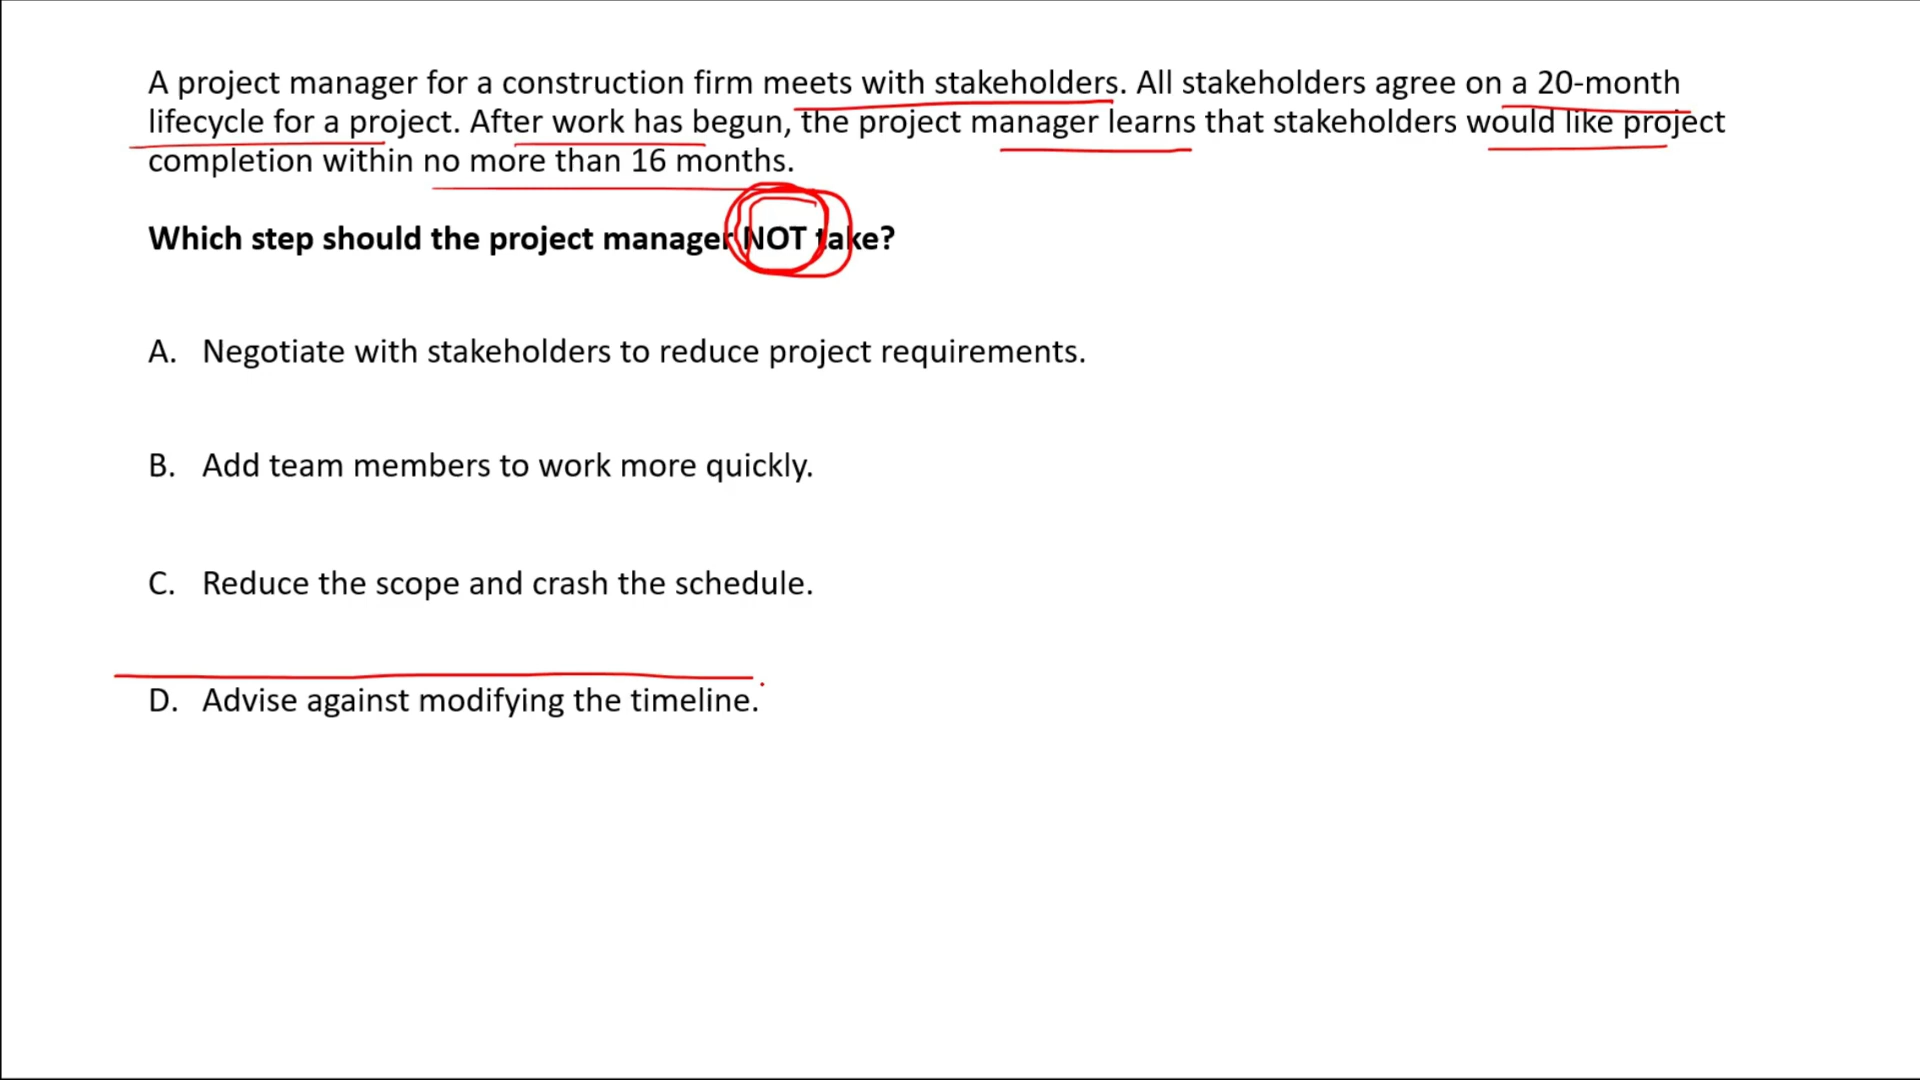 A project manager for a construction firm meets with stakeholders. All stakeholders agree on a 20-month
lifecycle for a project. After work has begun, the project manager learns that stakeholders would like project
completion within no more than 16 months.
Which step should the project manager NOT take?
A. Negotiate with stakeholders to reduce project requirements.
B. Add team members to work more quickly.
C. Reduce the scope and crash the schedule.
D. Advise against modifying the timeline.